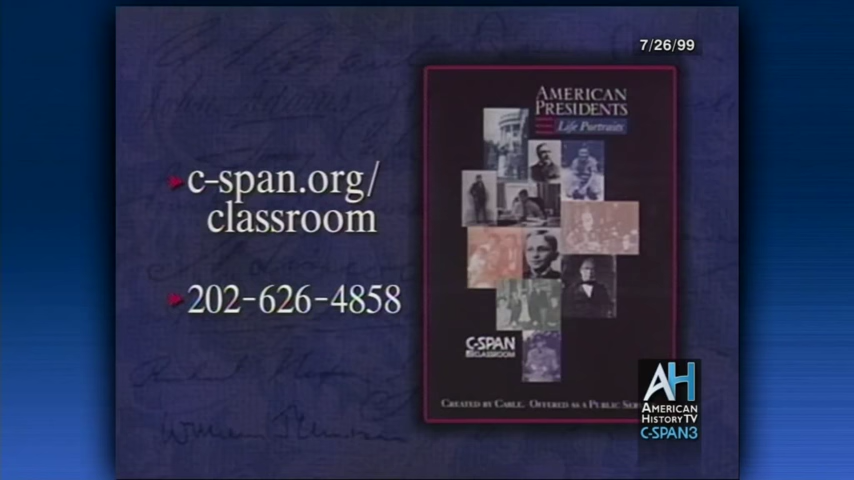 7/26/99
AMERICAN
PRESIDENTS
Life Portraits
c-span.org/
classroom
202-626-4858
C-SPAN
CLASSROOM
CREATED BY CABLE. OFFERED AS A PUBLIC
AH
AMERICAN
HISTORY TV
C-SPAN3